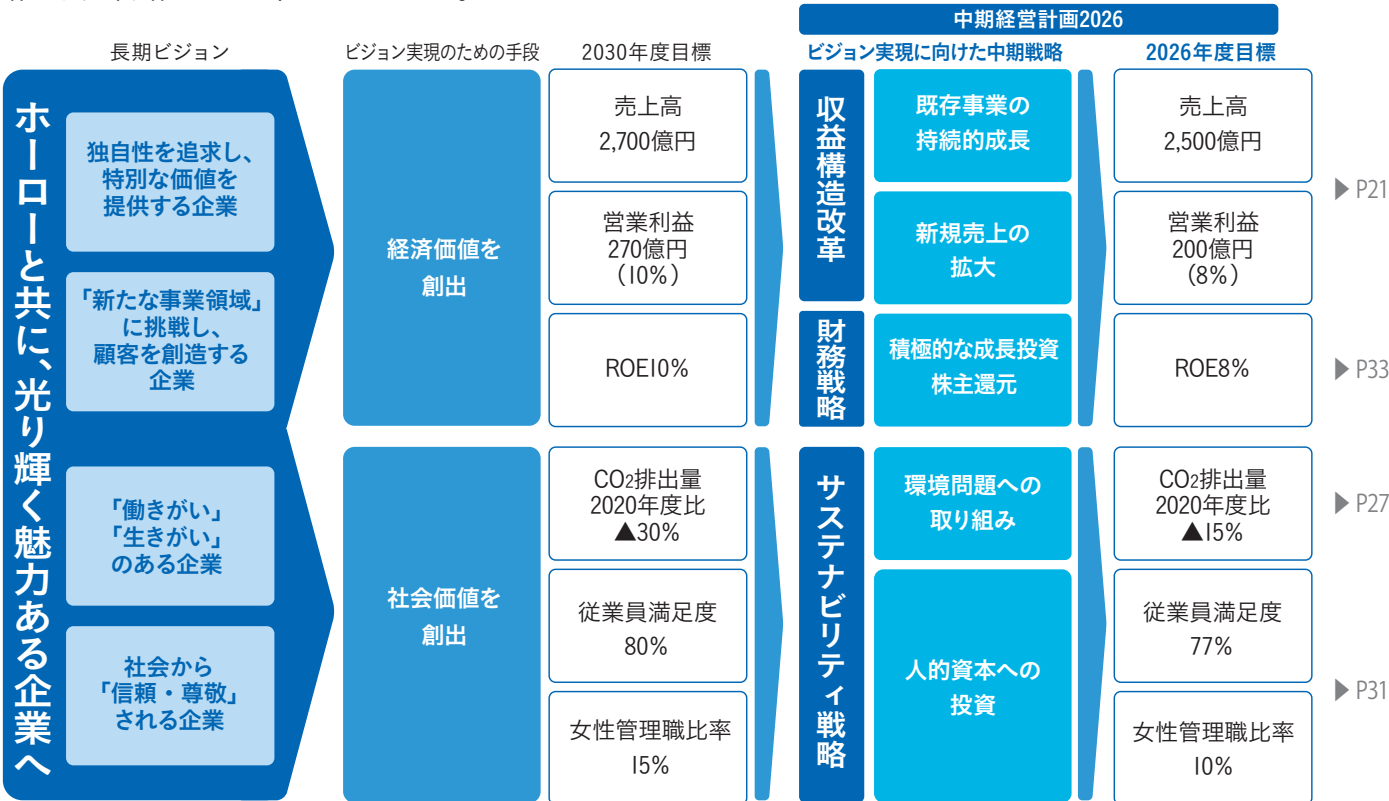 中期経営計画2026
長期ビジョン
ビジョン実現のための手段
2030年度目標
ビジョン実現に向けた中期戦略
2026年度目標
ホーローと共に、光り輝く魅力ある企業へ
独自性を追求し、
特別な価値を
提供する企業
「新たな事業領域」
に挑戦し、
顧客を創造する
企業
「働きがい」
「生きがい」
のある企業
社会から
「信頼・尊敬」
される企業
経済価値を
創出
売上高
2,700億円
営業利益
270億円
(10%)
ROE10%
収益構造改革
既存事業の
持続的成長
新規売上の
拡大
財務戦略
積極的な成長投資
株主還元
売上高
2,500億円
営業利益
200億円
(8%)
ROE8%
▶ P21
▶ P33
社会価値を
創出
CO2排出量
2020年度比
▲30%
従業員満足度
80%
女性管理職比率
15%
サステナビリティ戦略
環境問題への
取り組み
人的資本への
投資
CO2排出量
2020年度比
▲15%
従業員満足度
77%
女性管理職比率
10%
▶ P27
▶ P31